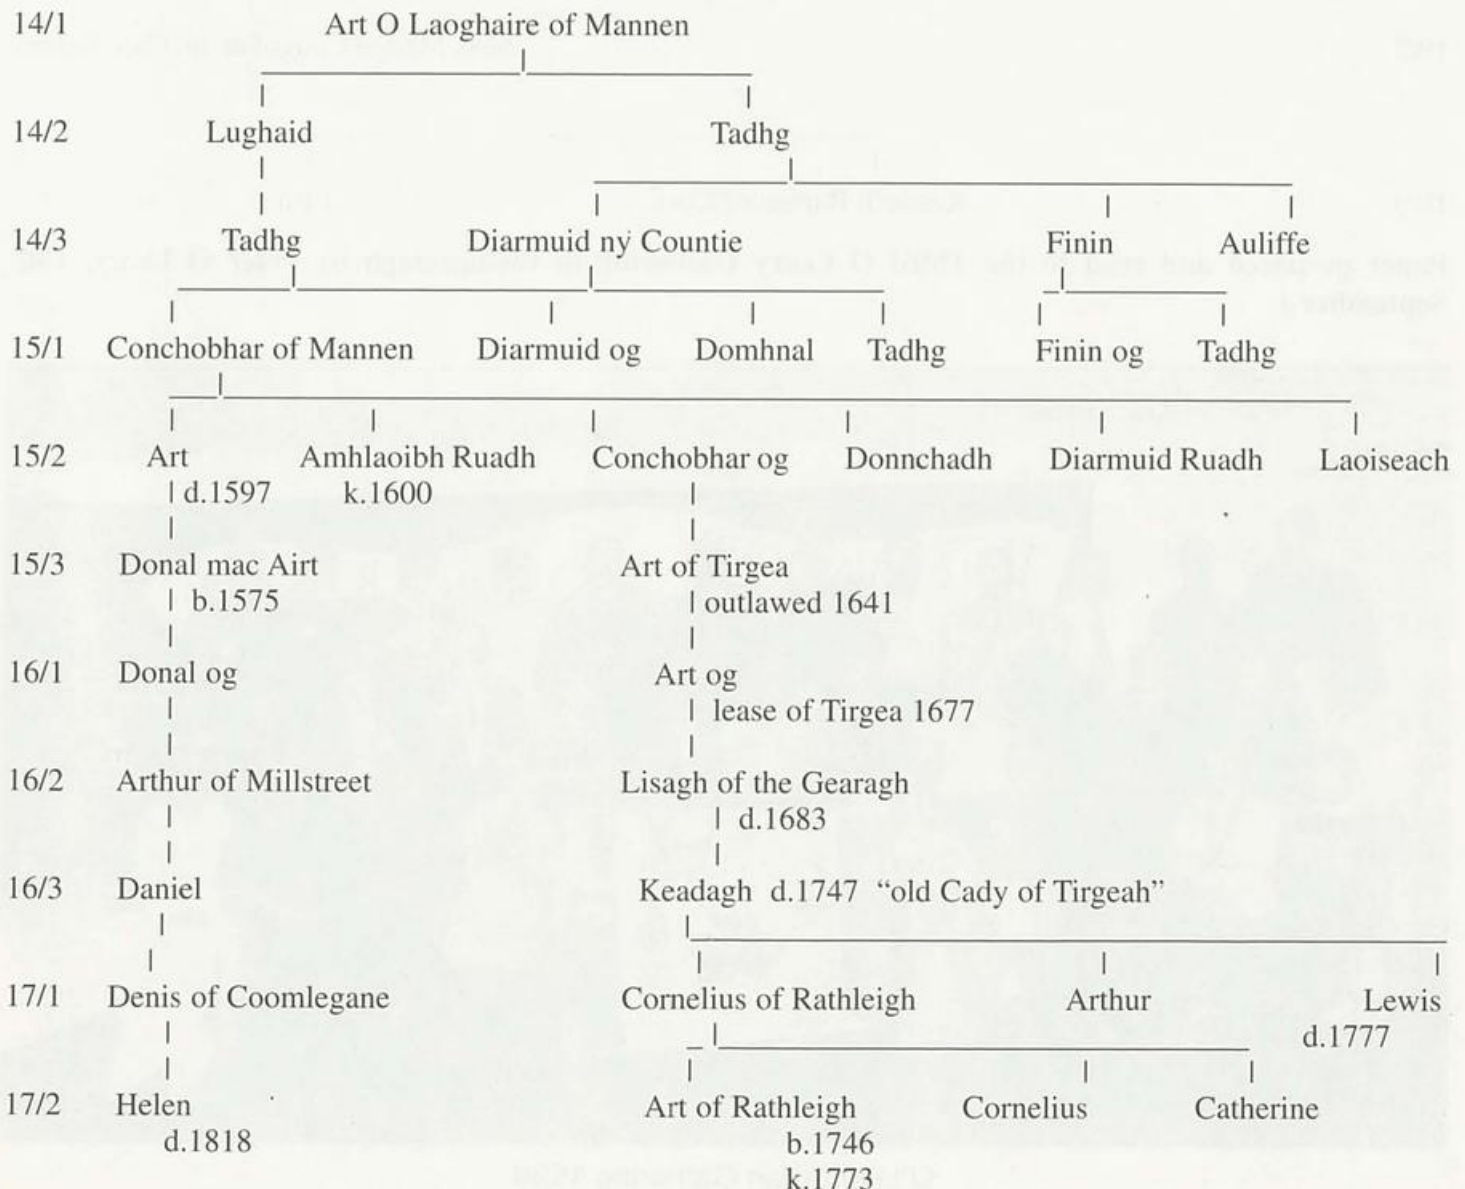 14/1 Art O Laoghaire of Mannen
14/2 Lughaid Tadhg
14/3 Tadhg Diarmuid ny Countie Finin Auliffe
15/1 Conchobhar of Mannen Diarmuid og Domhnal Tadhg Finin og Tadhg
15/2 Art Amhlaoibh Ruadh Conchobhar og Donnchadh Diarmuid Ruadh Laoiseach
d.1597 k.1600
15/3 Donal mac Airt Art of Tirgea
b.1575 outlawed 1641
16/1 Donal og Art og
lease of Tirgea 1677
16/2 Arthur of Millstreet Lisagh of the Gearagh
d.1683
16/3 Daniel Keadagh d.1747 “old Cady of Tirgeah”
17/1 Denis of Coomlegane Cornelius of Rathleigh Arthur Lewis
d.1777
17/2 Helen Art of Rathleigh Cornelius Catherine
d.1818 b.1746
k.1773